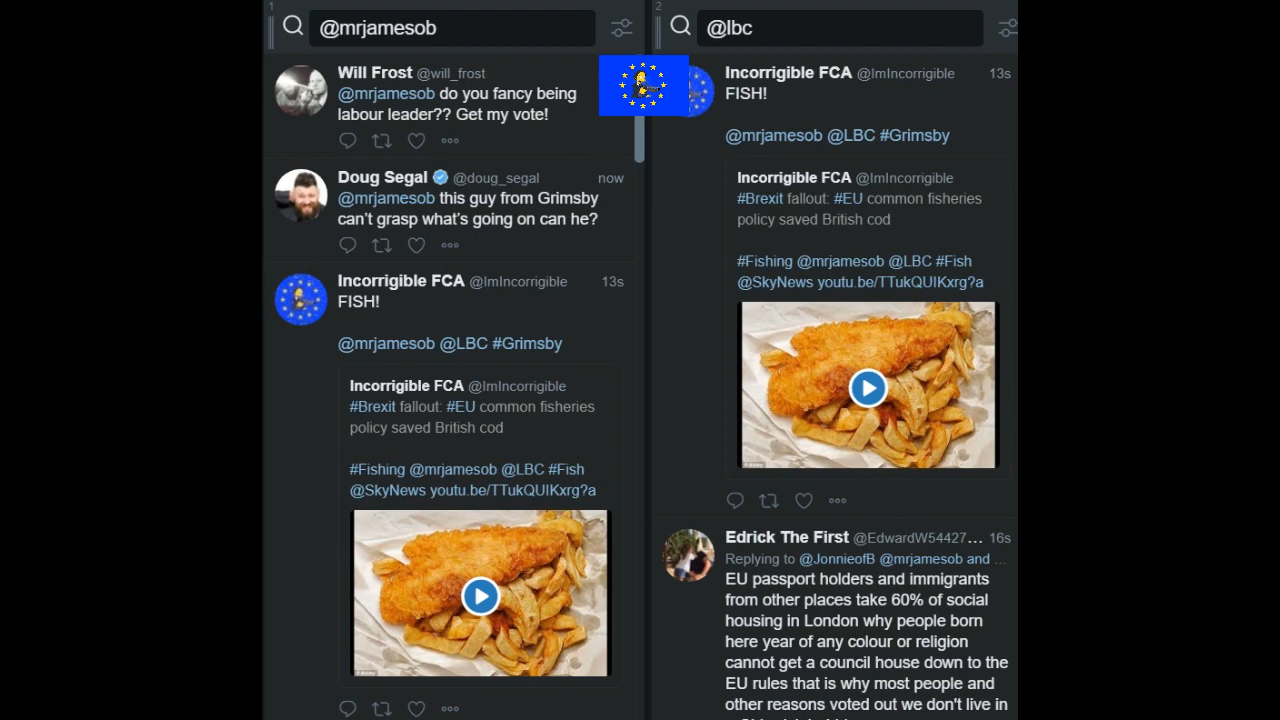 1
@mrjamesob
Will Frost @will_frost
@mrjamesob do you fancy being
labour leader?? Get my vote!
Doug Segal @doug_segal now
@mrjamesob this guy from Grimsby
can't grasp what's going on can he?
Incorrigible FCA @ImIncorrigible 13s
FISH!
@mrjamesob @LBC #Grimsby
Incorrigible FCA @ImIncorrigible
#Brexit fallout: #EU common fisheries
policy saved British cod
#Fishing @mrjamesob @LBC #Fish
@SkyNews youtu.be/TTukQUIKxrg?a
2
@lbc
Incorrigible FCA @ImIncorrigible 13s
FISH!
@mrjamesob @LBC #Grimsby
Incorrigible FCA @ImIncorrigible
#Brexit fallout: #EU common fisheries
policy saved British cod
#Fishing @mrjamesob @LBC #Fish
@SkyNews youtu.be/TTukQUIKxrg?a
Edrick The First @EdwardW54427... 16s
Replying to @JonnieofB @mrjamesob and ...
EU passport holders and immigrants
from other places take 60% of social
housing in London why people born
here year of any colour or religion
cannot get a council house down to the
EU rules that is why most people and
other reasons voted out we don't live in